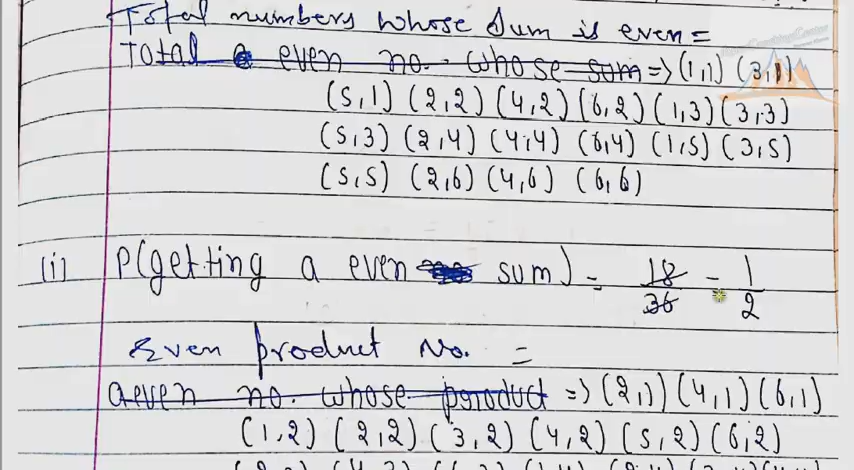 Total numbers whose sum is even =
Total even no. whose sum => (1,1) (3,1)
(5,1) (2,2) (4,2) (6,2) (1,3) (3,3)
(5,3) (2,4) (4,4) (6,4) (1,5) (3,5)
(5,5) (2,6) (4,6) (6,6)
(i) P(getting a even sum) = 18/36 = 1/2
Even product No. =
aeven no. whose poroduct => (2,1) (4,1) (6,1)
(1,2) (2,2) (3,2) (4,2) (5,2) (6,2)